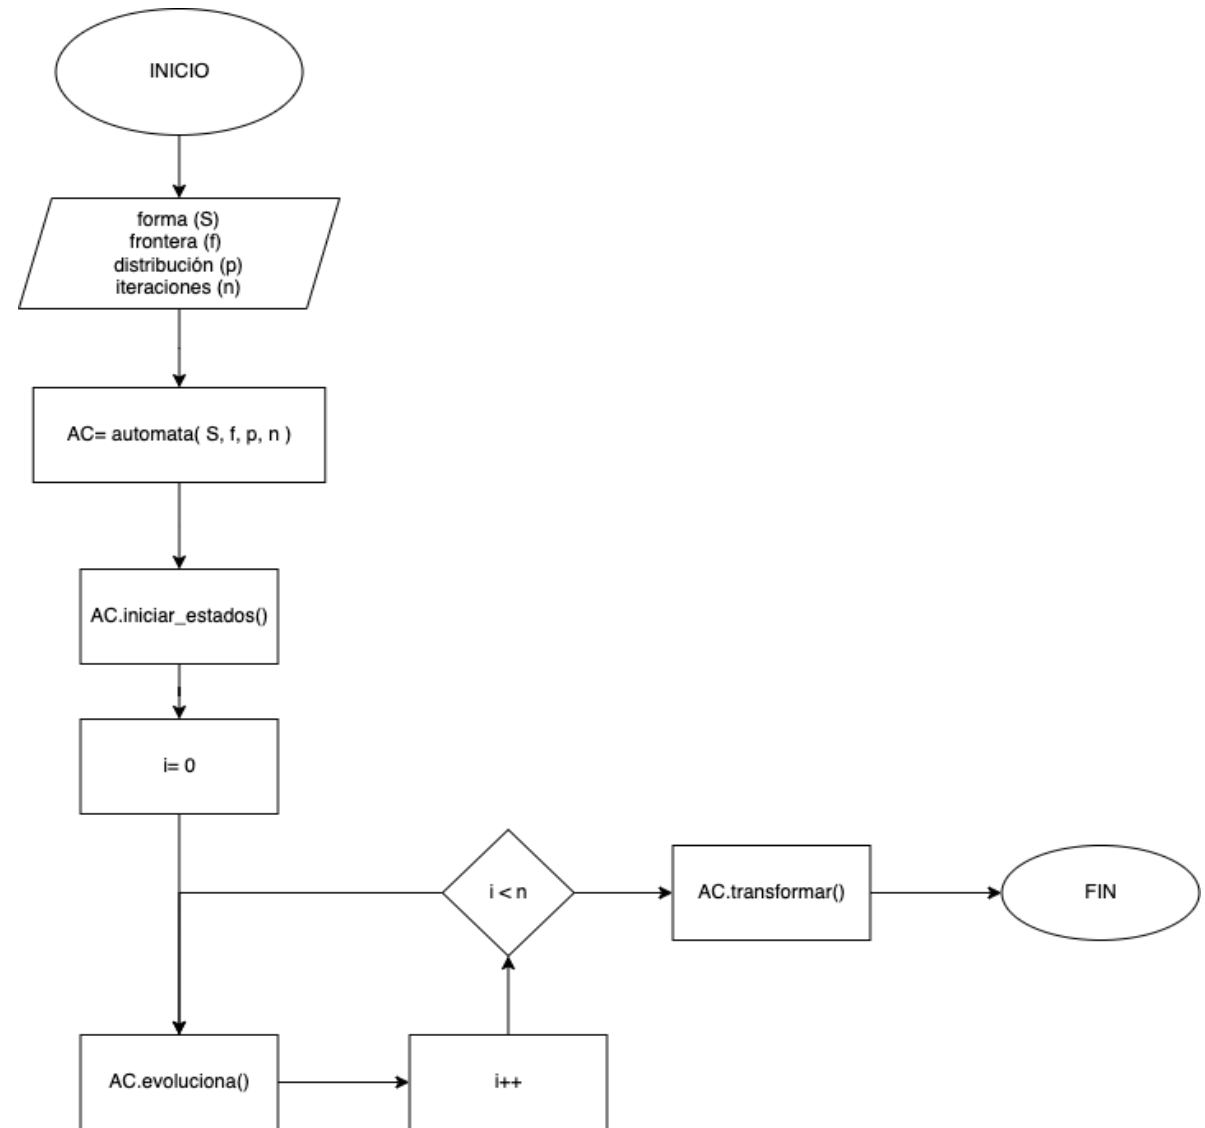 INICIO
forma (S)
frontera (f)
distribución (p)
iteraciones (n)
AC= automata( S, f, p, n )
AC.iniciar_estados()
i= 0
i < n
AC.transformar()
FIN
AC.evoluciona()
i++